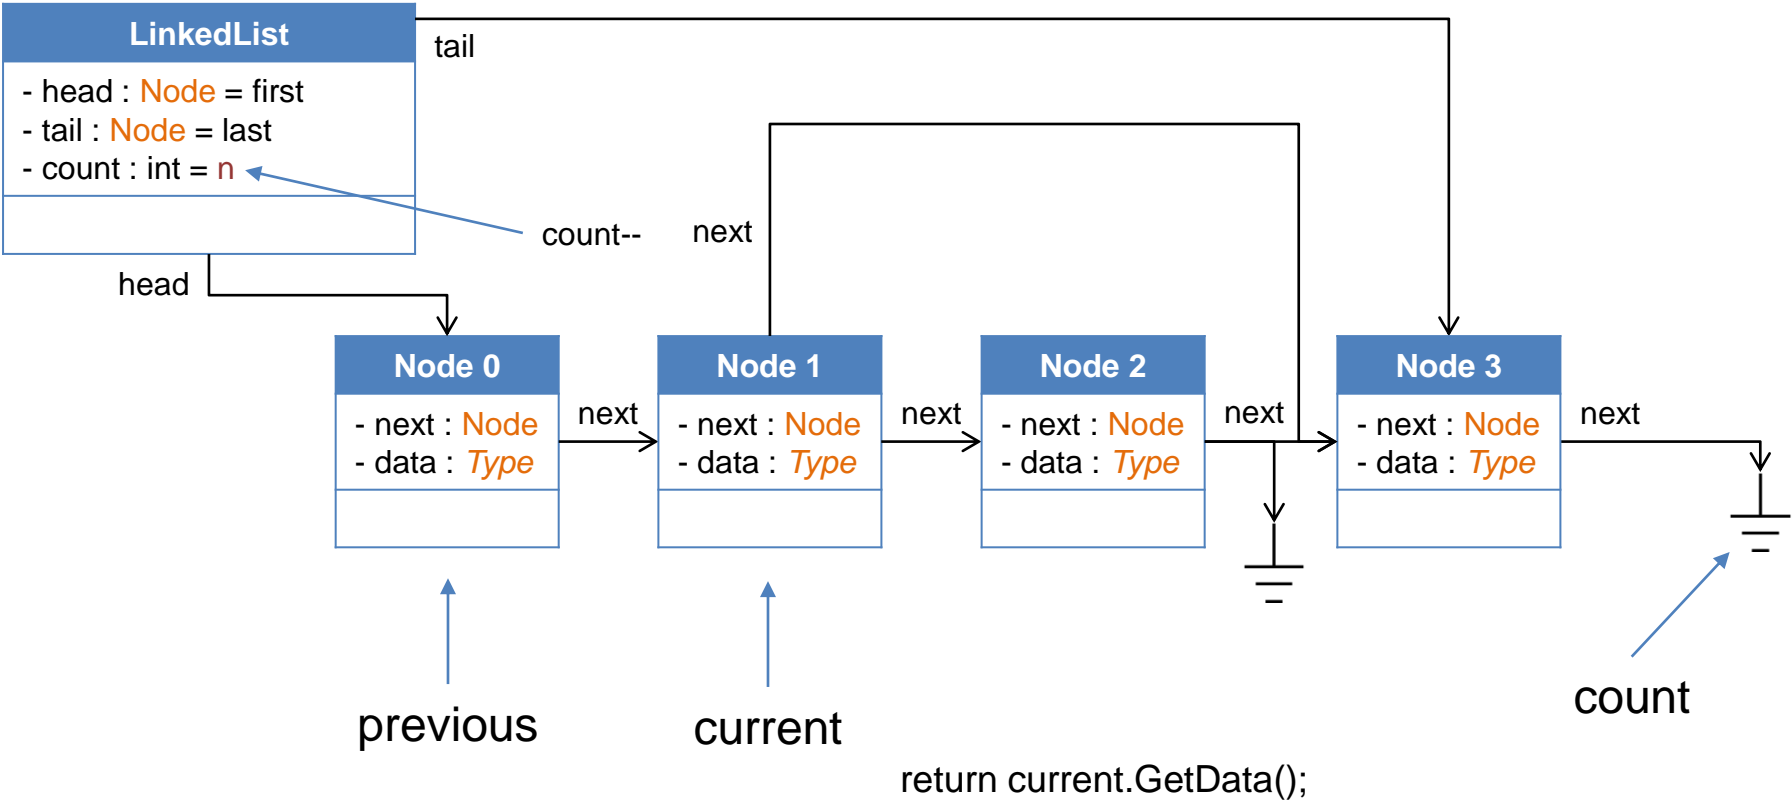 LinkedList
- head : Node = first
- tail : Node = last
- count : int = n
tail
count--
next
head
Node 0
- next : Node
- data : Type
next
Node 1
- next : Node
- data : Type
next
Node 2
- next : Node
- data : Type
next
Node 3
- next : Node
- data : Type
next
previous
current
count
return current.GetData();